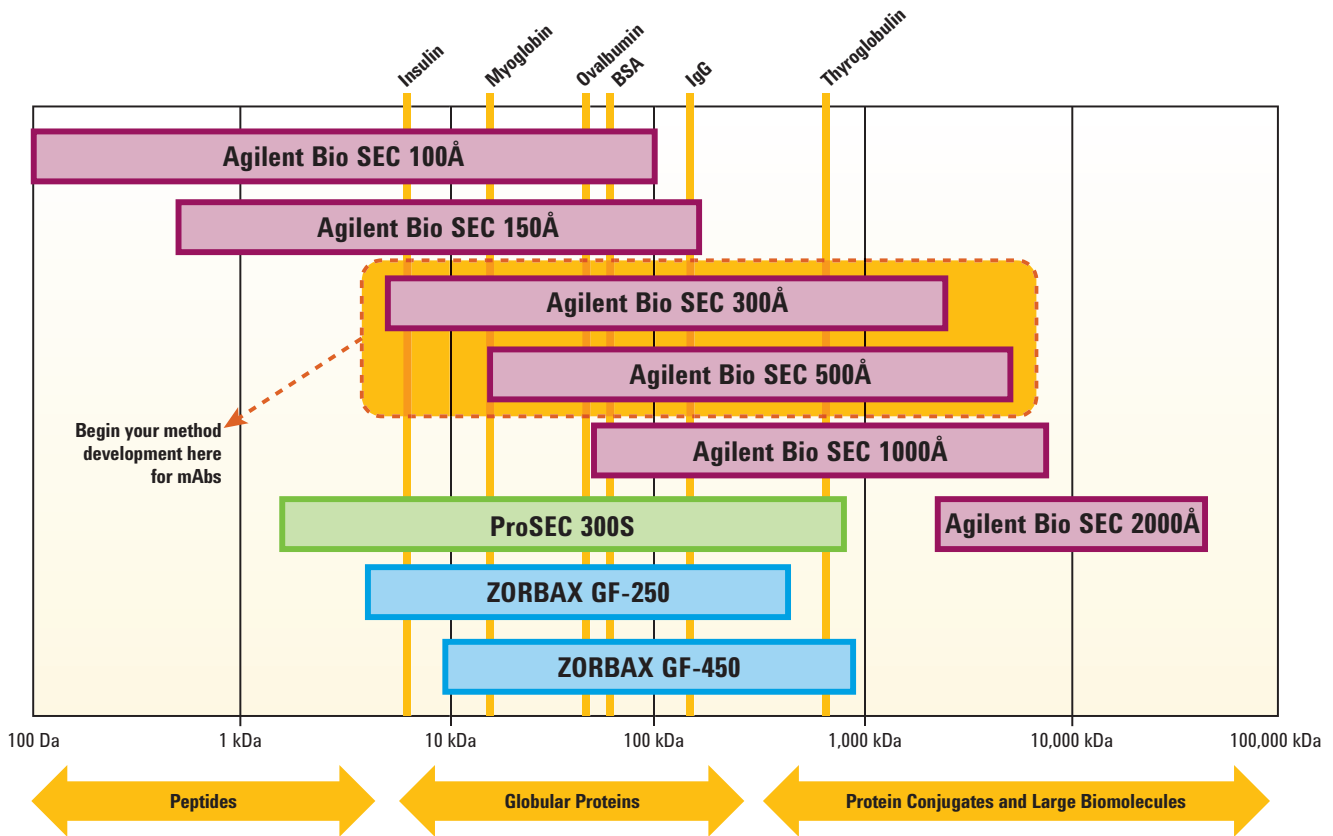 Insulin
Myoglobin
Ovalbumin
BSA
IgG
Thyroglobulin
Agilent Bio SEC 100Å
Agilent Bio SEC 150Å
Agilent Bio SEC 300Å
Agilent Bio SEC 500Å
Begin your method
development here
for mAbs
Agilent Bio SEC 1000Å
ProSEC 300S
Agilent Bio SEC 2000Å
ZORBAX GF-250
ZORBAX GF-450
100 Da
1 kDa
10 kDa
100 kDa
1,000 kDa
10,000 kDa
100,000 kDa
Peptides
Globular Proteins
Protein Conjugates and Large Biomolecules